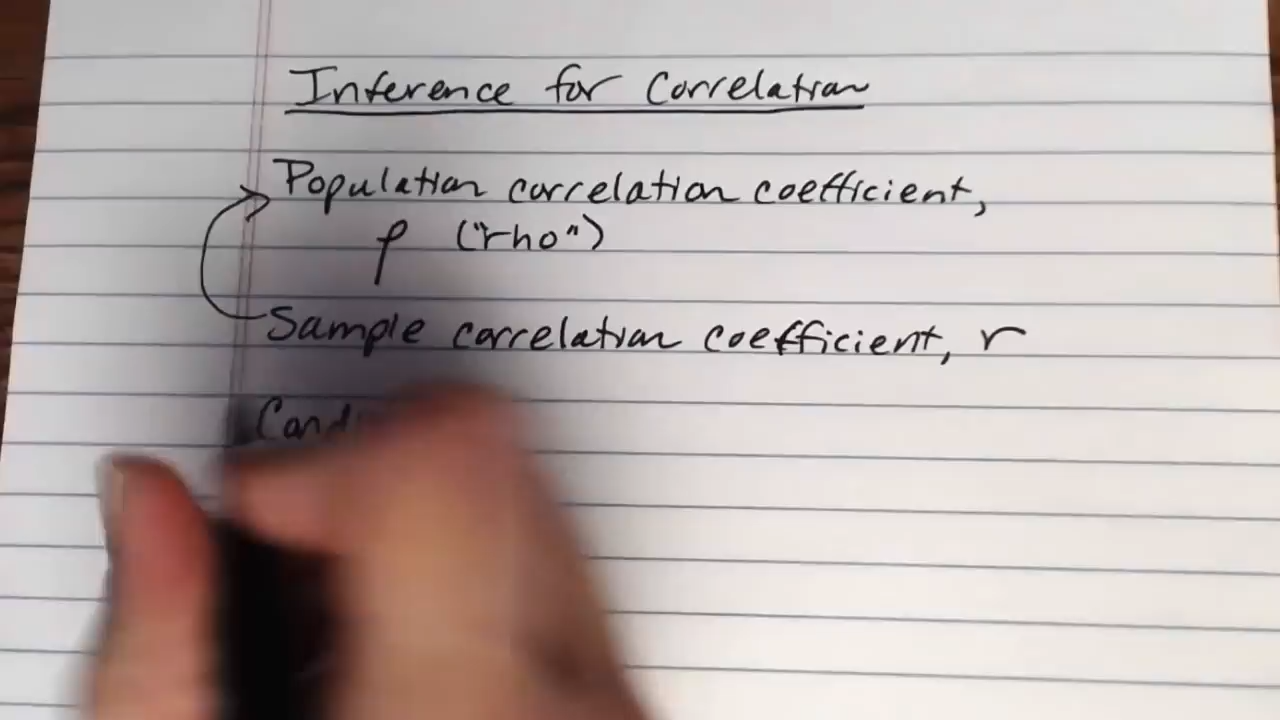 Inference for Correlation
Population correlation coefficient,
ρ ("rho")
Sample correlation coefficient, r